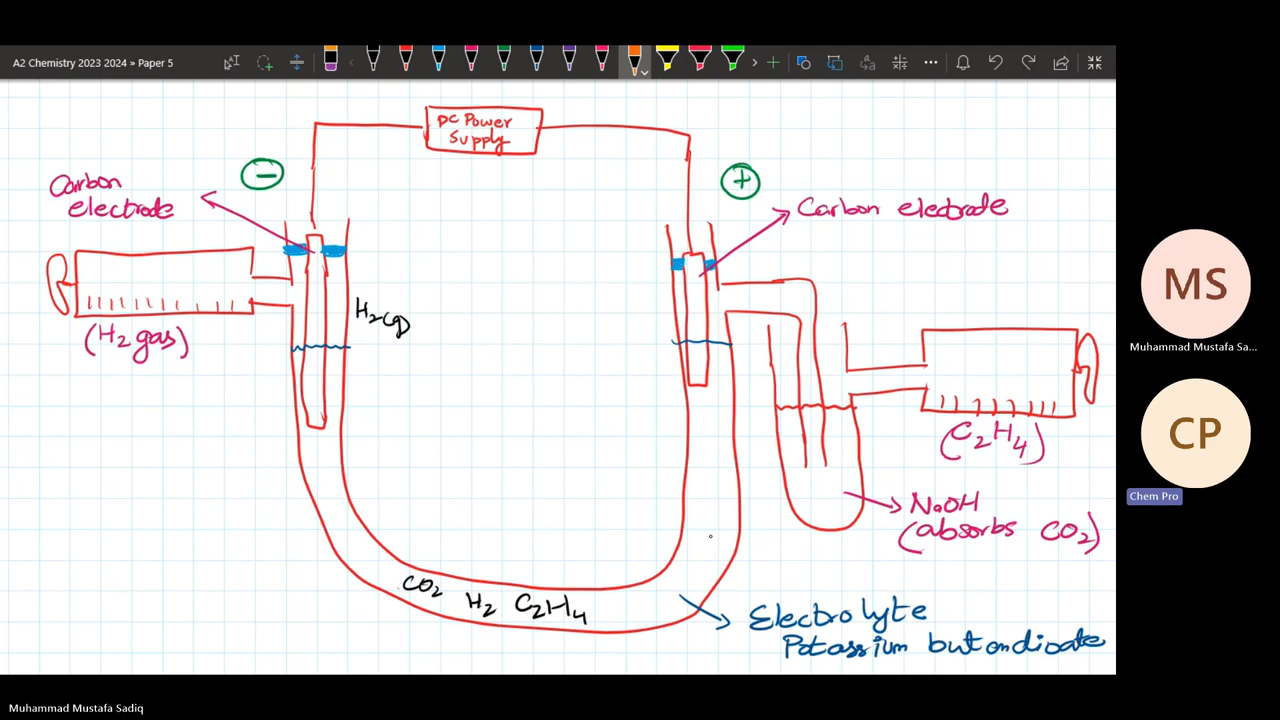 A2 Chemistry 2023 2024 » Paper 5
DC Power
Supply
−
+
Carbon
electrode
Carbon electrode
H2(g)
(H2 gas)
MS
Muhammad Mustafa Sa...
CP
Chem Pro
(C2H4)
NaOH
(absorbs CO2)
CO2 H2 C2H4
Electrolyte
Potassium butandioate
Muhammad Mustafa Sadiq